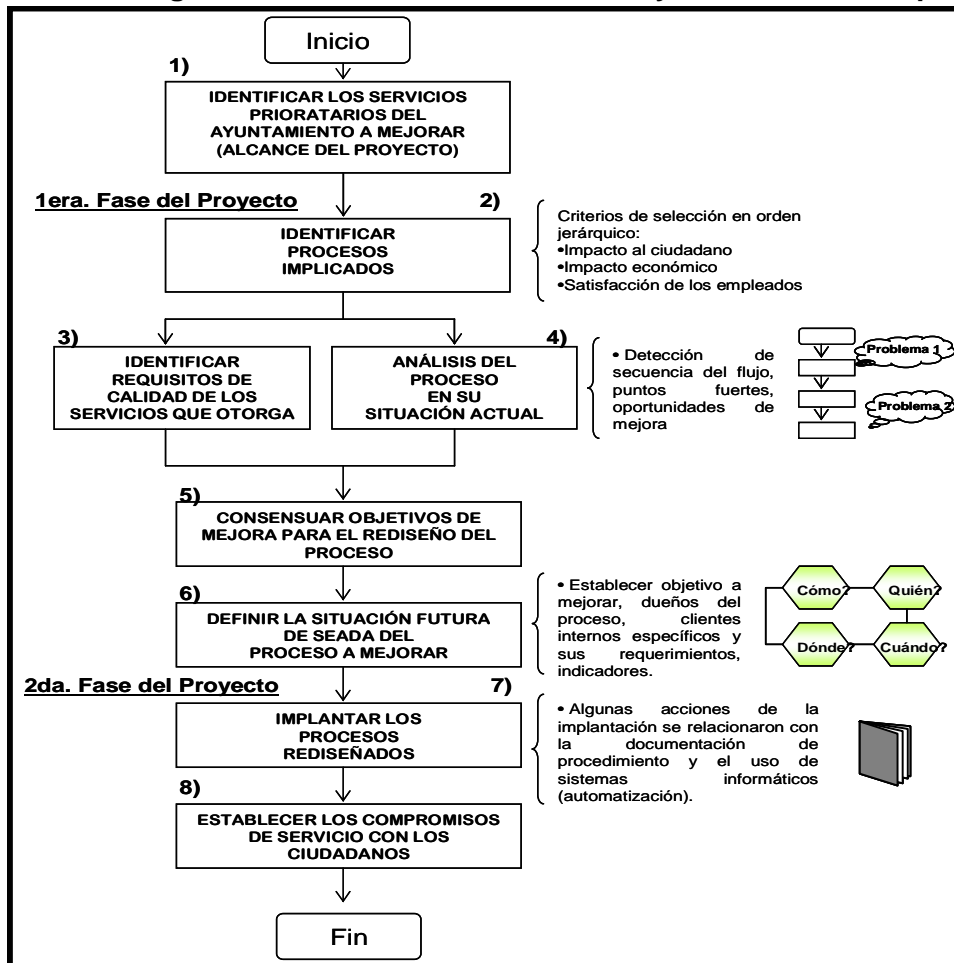 Inicio
1)
IDENTIFICAR LOS SERVICIOS
PRIORATARIOS DEL
AYUNTAMIENTO A MEJORAR
(ALCANCE DEL PROYECTO)
1era. Fase del Proyecto
2)
IDENTIFICAR
PROCESOS
IMPLICADOS
Criterios de selección en orden
jerárquico:
•Impacto al ciudadano
•Impacto económico
•Satisfacción de los empleados
3)
IDENTIFICAR
REQUISITOS DE
CALIDAD DE LOS
SERVICIOS QUE OTORGA
4)
ANÁLISIS DEL
PROCESO
EN SU
SITUACIÓN ACTUAL
• Detección de
secuencia del flujo,
puntos fuertes,
oportunidades de
mejora
Problema 1
Problema 2
5)
CONSENSUAR OBJETIVOS DE
MEJORA PARA EL REDISEÑO DEL
PROCESO
6)
DEFINIR LA SITUACIÓN FUTURA
DE SEADA DEL
PROCESO A MEJORAR
• Establecer objetivo a
mejorar, dueños del
proceso, clientes
internos específicos y
sus requerimientos,
indicadores.
Cómo?
Quién?
Dónde?
Cuándo?
2da. Fase del Proyecto
7)
IMPLANTAR LOS
PROCESOS
REDISEÑADOS
• Algunas acciones de la
implantación se relacionaron con
la documentación de
procedimiento y el uso de
sistemas informáticos
(automatización).
8)
ESTABLECER LOS COMPROMISOS
DE SERVICIO CON LOS
CIUDADANOS
Fin